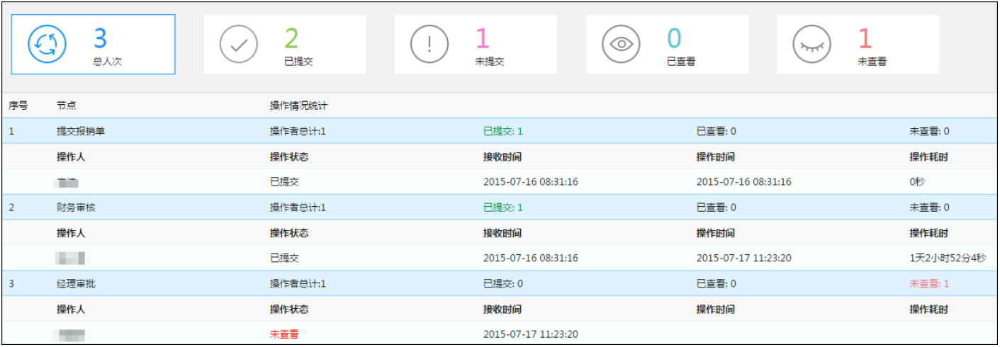 3
总人次
2
已提交
1
未提交
0
已查看
1
未查看
序号 节点 操作情况统计
1 提交报销单 操作者总计:1 已提交: 1 已查看: 0 未查看: 0
操作人 操作状态 接收时间 操作时间 操作耗时
已提交 2015-07-16 08:31:16 2015-07-16 08:31:16 0秒
2 财务审核 操作者总计:1 已提交: 1 已查看: 0 未查看: 0
操作人 操作状态 接收时间 操作时间 操作耗时
已提交 2015-07-16 08:31:16 2015-07-17 11:23:20 1天2小时52分4秒
3 经理审批 操作者总计:1 已提交: 0 已查看: 0 未查看: 1
操作人 操作状态 接收时间 操作时间 操作耗时
未查看 2015-07-17 11:23:20